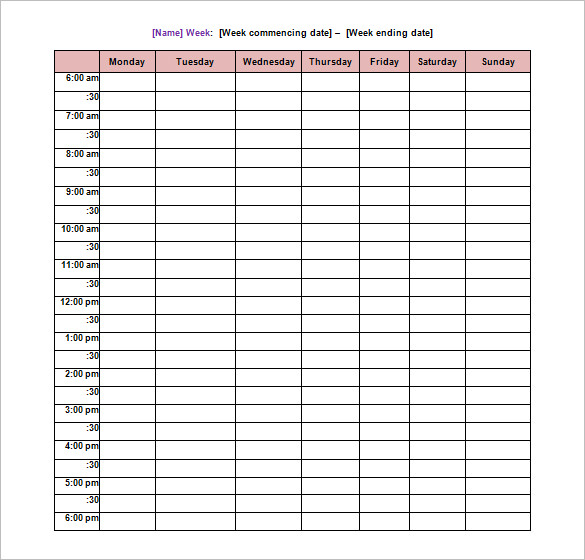 [Name] Week: [Week commencing date] – [Week ending date]
Monday Tuesday Wednesday Thursday Friday Saturday Sunday
6:00 am
:30
7:00 am
:30
8:00 am
:30
9:00 am
:30
10:00 am
:30
11:00 am
:30
12:00 pm
:30
1:00 pm
:30
2:00 pm
:30
3:00 pm
:30
4:00 pm
:30
5:00 pm
:30
6:00 pm